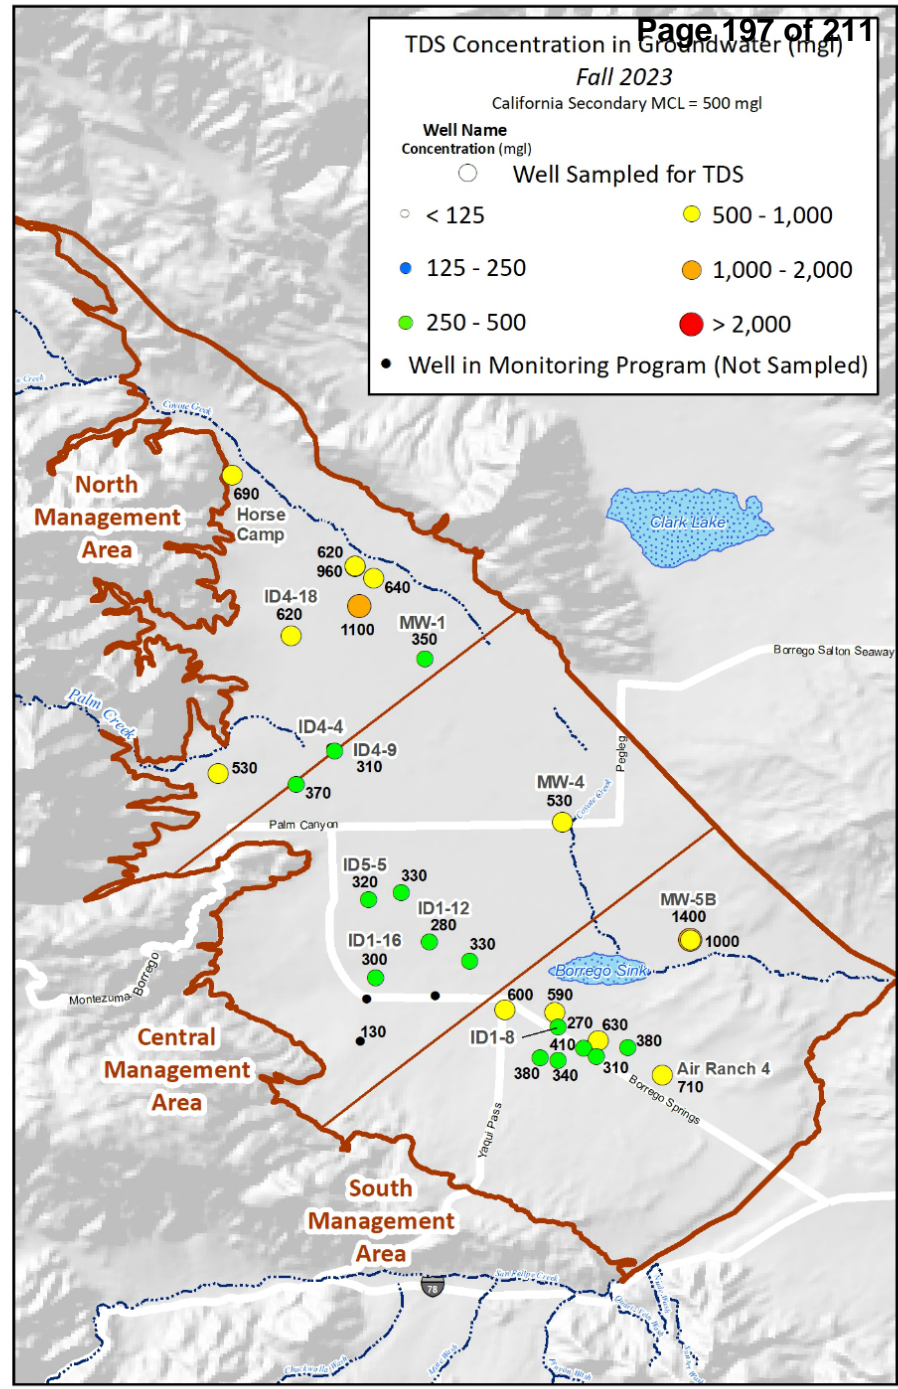 Page 197 of 211
TDS Concentration in Groundwater (mgl)
Fall 2023
California Secondary MCL = 500 mgl
Well Name
Concentration (mgl)
Well Sampled for TDS
< 125
500 - 1,000
125 - 250
1,000 - 2,000
250 - 500
> 2,000
Well in Monitoring Program (Not Sampled)
Creek
Coyote Creek
North
Management
Area
690
Horse
Camp
Clark Lake
620
960
640
ID4-18
620
1100
MW-1
350
Borrego Salton Seaway
Palm Creek
ID4-4
ID4-9
310
530
370
Pegleg
MW-4
530
Coyote Creek
Palm Canyon
ID5-5
320
330
ID1-12
280
MW-5B
1400
1000
ID1-16
300
330
Borrego Sink
Montezuma
Borrego
600
590
270
ID1-8
130
410
630
380
380
340
310
Air Ranch 4
710
Central
Management
Area
Borrego Springs
Yaqui Pass
South
Management
Area
San Felipe Creek
78